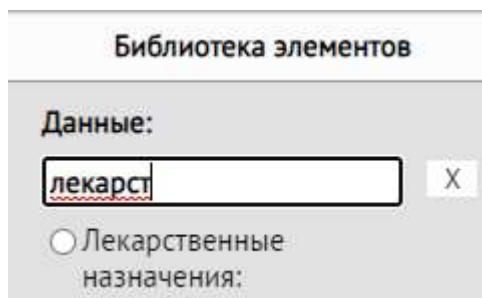 Библиотека элементов
Данные:
лекарст
X
Лекарственные
назначения: